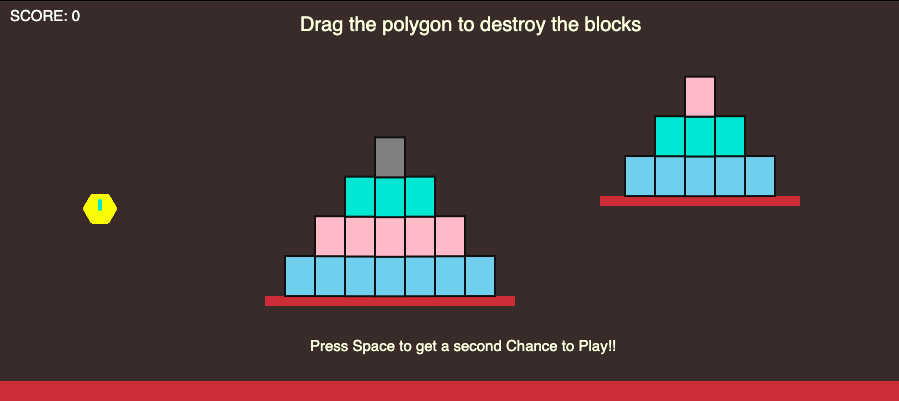 SCORE: 0
Drag the polygon to destroy the blocks
Press Space to get a second Chance to Play!!